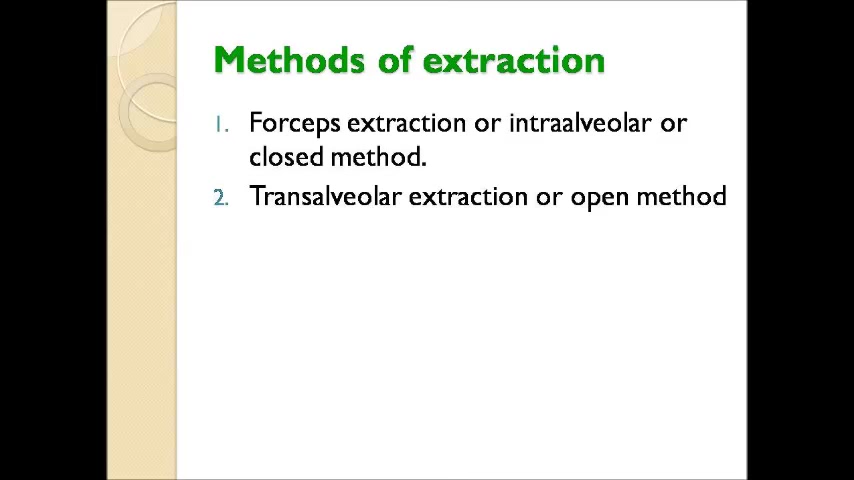 Methods of extraction
1. Forceps extraction or intraalveolar or
closed method.
2. Transalveolar extraction or open method